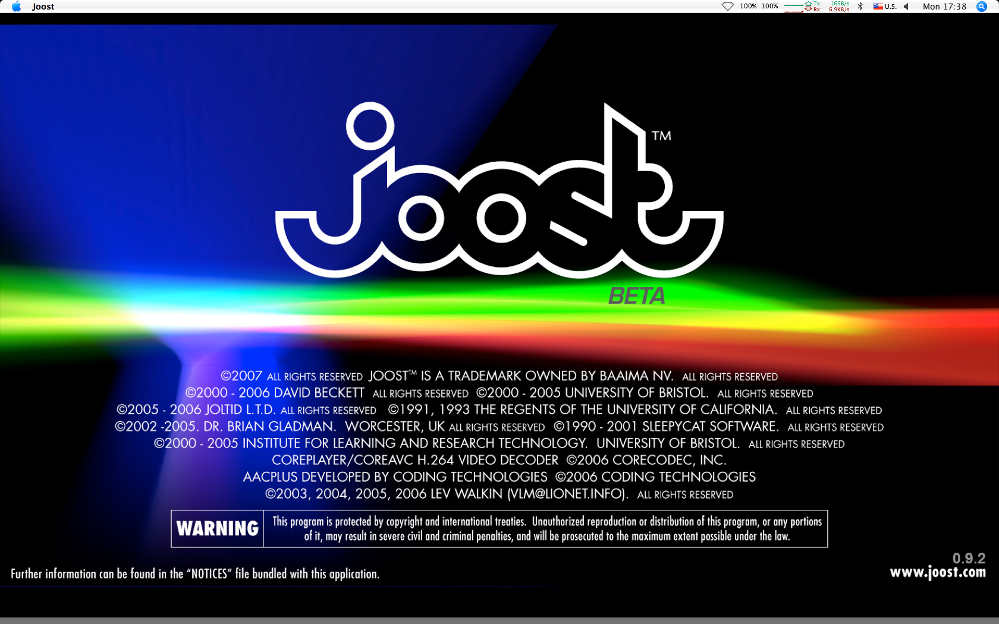 Joost
100% 100%
Tx
Rx
U.S.
Mon 17:38
joost™
BETA
©2007 ALL RIGHTS RESERVED JOOST™ IS A TRADEMARK OWNED BY BAAIMA NV. ALL RIGHTS RESERVED
©2000 - 2006 DAVID BECKETT ALL RIGHTS RESERVED ©2000 - 2005 UNIVERSITY OF BRISTOL. ALL RIGHTS RESERVED
©2005 - 2006 JOLTID L.T.D. ALL RIGHTS RESERVED ©1991, 1993 THE REGENTS OF THE UNIVERSITY OF CALIFORNIA. ALL RIGHTS RESERVED
©2002 -2005. DR. BRIAN GLADMAN. WORCESTER, UK ALL RIGHTS RESERVED ©1990 - 2001 SLEEPYCAT SOFTWARE. ALL RIGHTS RESERVED
©2000 - 2005 INSTITUTE FOR LEARNING AND RESEARCH TECHNOLOGY. UNIVERSITY OF BRISTOL. ALL RIGHTS RESERVED
COREPLAYER/COREAVC H.264 VIDEO DECODER ©2006 CORECODEC, INC.
AACPLUS DEVELOPED BY CODING TECHNOLOGIES ©2006 CODING TECHNOLOGIES
©2003, 2004, 2005, 2006 LEV WALKIN (VLM@LIONET.INFO). ALL RIGHTS RESERVED
WARNING
This program is protected by copyright and international treaties. Unauthorized reproduction or distribution of this program, or any portions
of it, may result in severe civil and criminal penalties, and will be prosecuted to the maximum extent possible under the law.
0.9.2
Further information can be found in the “NOTICES” file bundled with this application.
www.joost.com